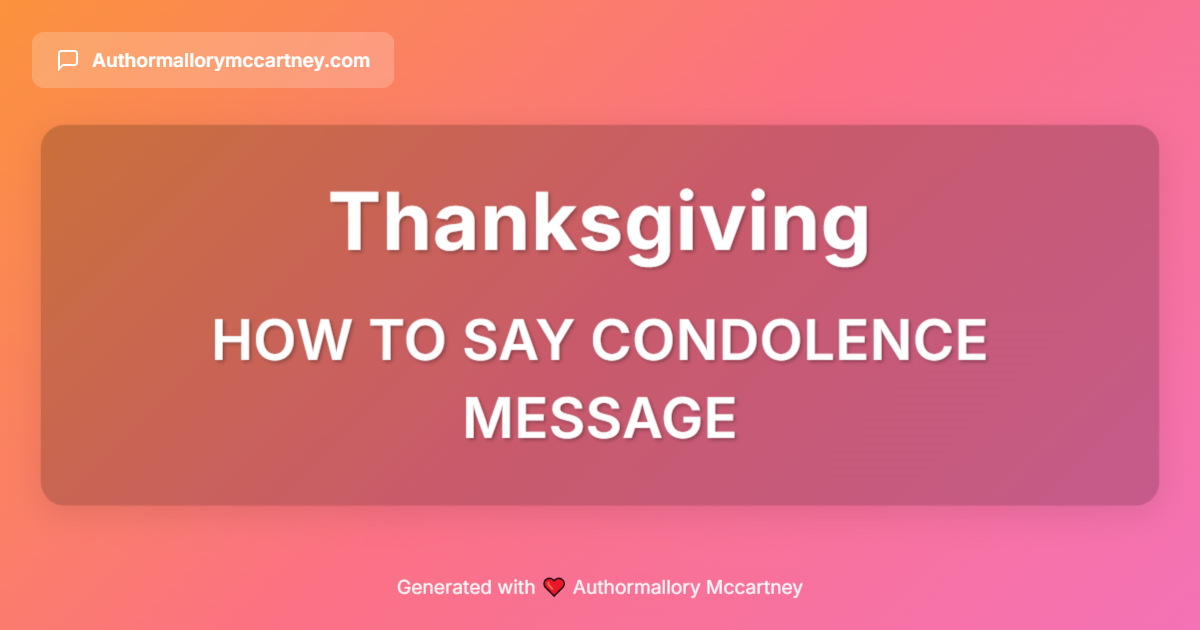 Authormallorymccartney.com
Thanksgiving
HOW TO SAY CONDOLENCE
MESSAGE
Generated with ❤️ Authormallory Mccartney